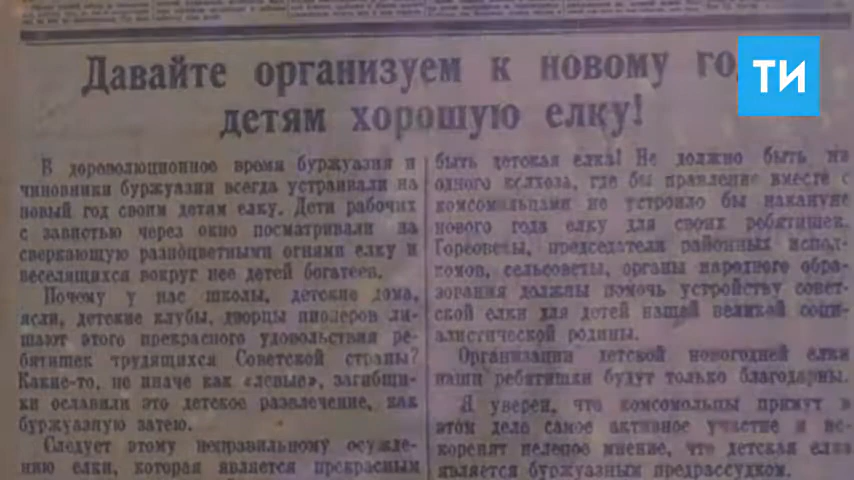 Давайте организуем к новому го
детям хорошую елку!
ТИ
В дореволюционное время буржуазия и
чиновники буржуазии всегда устраивали на
новый год своим детям елку. Дети рабочих
с завистью через окно посматривали на
сверкающую разноцветными огнями елку и
веселящихся вокруг нее детей богатеев.
Почему у нас школы, детские дома,
ясли, детские клубы, дворцы пионеров ли-
шают этого прекрасного удовольствия ре-
бятишек трудящихся Советской страны?
Какие-то, не иначе как «левые», загибщи-
ки ославили это детское развлечение, как
буржуазную затею.
Следует этому неправильному осужде-
нию елки, которая является прекрасным
быть детская елка! Не должно быть ни
одного колхоза, где бы правление вместе с
комсомольцами не устроило бы накануне
нового года елку для своих ребятишек.
Горсоветы, председатели районных испол-
комов, сельсоветы, органы народного обра-
зования должны помочь устройству совет-
ской елки для детей нашей великой социа-
листической родины.
Организации детской новогодней елки
наши ребятишки будут только благодарны.
Я уверен, что комсомольцы примут в
этом деле самое активное участие и ис-
коренят нелепое мнение, что детская елка
является буржуазным предрассудком.